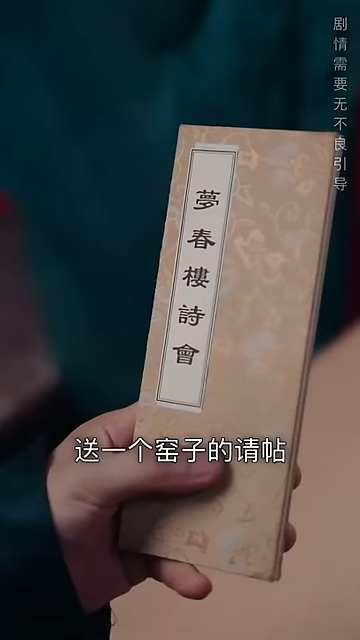 剧情需要无不良引导
夢春樓詩會
送一个窑子的请帖